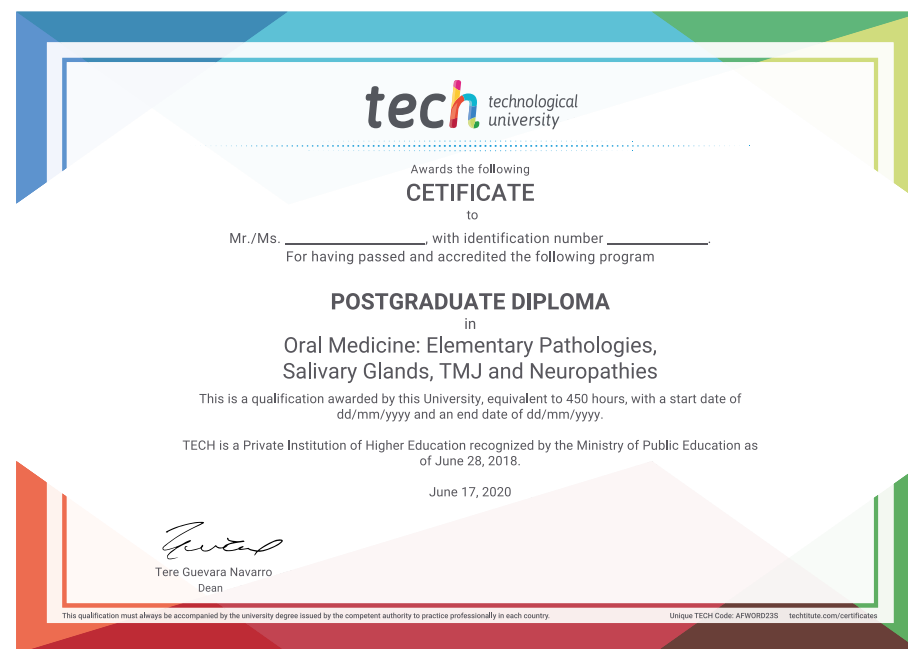 tech technological
university
Awards the following
CETIFICATE
to
Mr./Ms. ____________________, with identification number __________________.
For having passed and accredited the following program
POSTGRADUATE DIPLOMA
in
Oral Medicine: Elementary Pathologies,
Salivary Glands, TMJ and Neuropathies
This is a qualification awarded by this University, equivalent to 450 hours, with a start date of
dd/mm/yyyy and an end date of dd/mm/yyyy.
TECH is a Private Institution of Higher Education recognized by the Ministry of Public Education as
of June 28, 2018.
June 17, 2020
Tere Guevara Navarro
Dean
This qualification must always be accompanied by the university degree issued by the competent authority to practice professionally in each country. Unique TECH Code: AFWORD23S techtitute.com/certificates